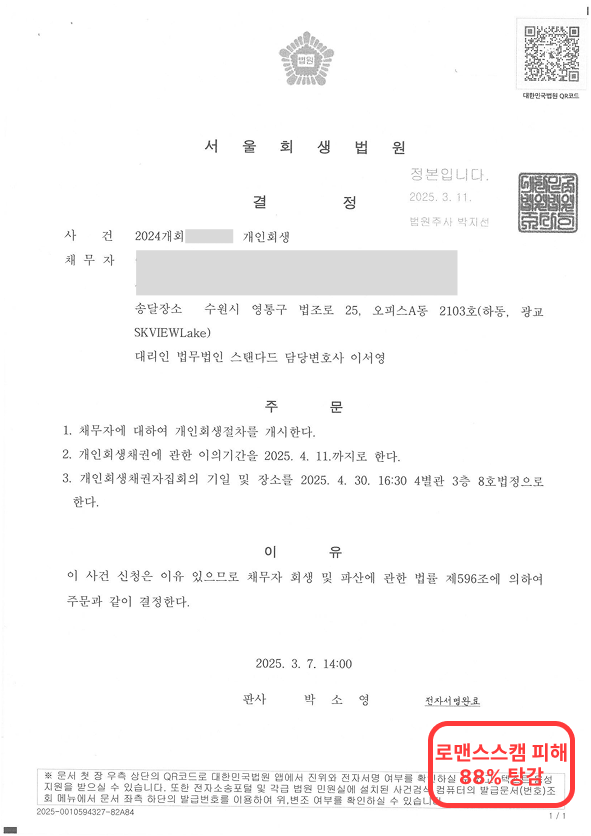 법원
대한민국법원 QR코드
서 울 회 생 법 원
정본입니다.
2025. 3. 11.
법원주사 박지선
결 정
사 건 2024개회 개인회생
채 무 자
송달장소 수원시 영통구 법조로 25, 오피스A동 2103호(하동, 광교
SKVIEWLake)
대리인 법무법인 스탠다드 담당변호사 이서영
주 문
1. 채무자에 대하여 개인회생절차를 개시한다.
2. 개인회생채권에 관한 이의기간을 2025. 4. 11.까지로 한다.
3. 개인회생채권자집회의 기일 및 장소를 2025. 4. 30. 16:30 4별관 3층 8호법정으로
한다.
이 유
이 사건 신청은 이유 있으므로 채무자 회생 및 파산에 관한 법률 제596조에 의하여
주문과 같이 결정한다.
2025. 3. 7. 14:00
판사 박 소 영 전자서명완료
로맨스스캠 피해
88% 탕감
※ 문서 첫 장 우측 상단의 QR코드로 대한민국법원 앱에서 진위와 전자서명 여부를 확인하실
지원을 받으실 수 있습니다. 또한 전자소송포털 및 각급 법원 민원실에 설치된 사건검색 컴퓨터의 발급문서(번호)조
회 메뉴에서 문서 좌측 하단의 발급번호를 이용하여 위,변조 여부를 확인하실 수 있습니다.
2025-0010594327-82A84
1 / 1